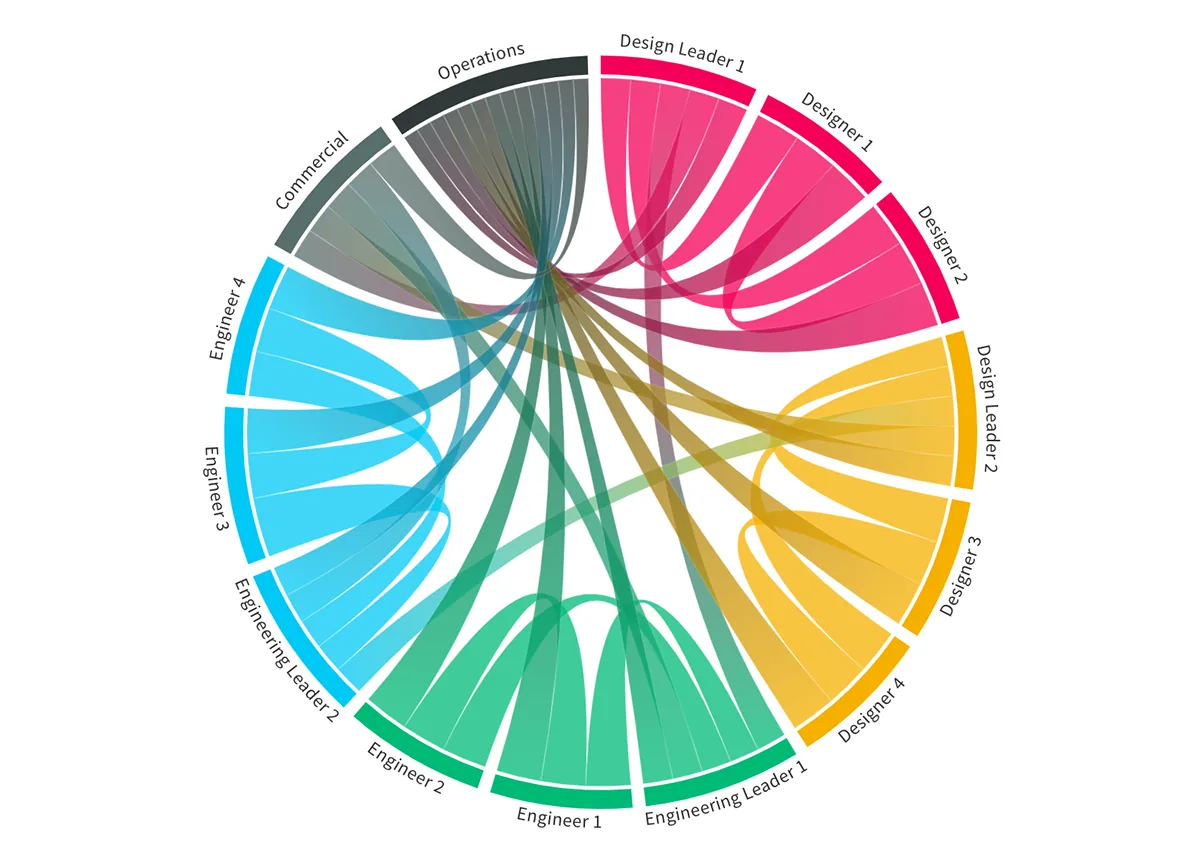 Operations
Design Leader 1
Designer 1
Designer 2
Design Leader 2
Designer 3
Designer 4
Engineering Leader 1
Engineer 1
Engineer 2
Engineering Leader 2
Engineer 3
Engineer 4
Commercial